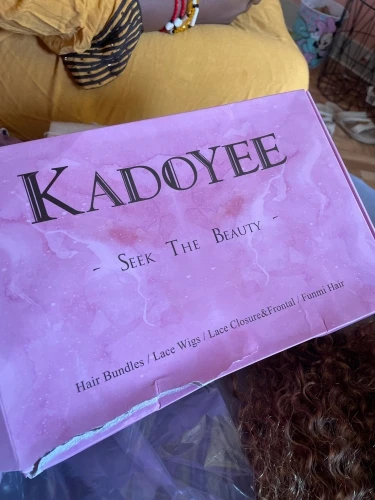 KADOYEE
- SEEK THE BEAUTY -
Hair Bundles / Lace Wigs / Lace Closure&Frontal / Funmi Hair